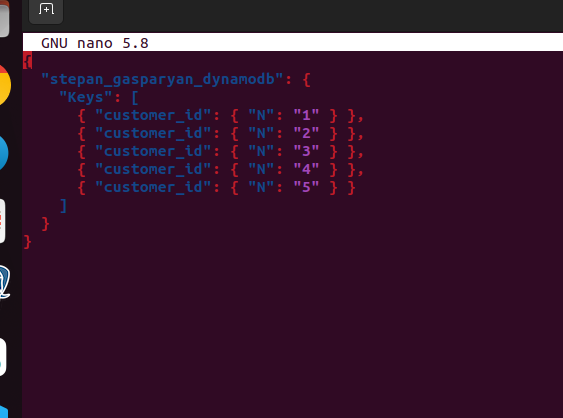 GNU nano 5.8
{
  "stepan_gasparyan_dynamodb": {
    "Keys": [
      { "customer_id": { "N": "1" } },
      { "customer_id": { "N": "2" } },
      { "customer_id": { "N": "3" } },
      { "customer_id": { "N": "4" } },
      { "customer_id": { "N": "5" } }
    ]
  }
}